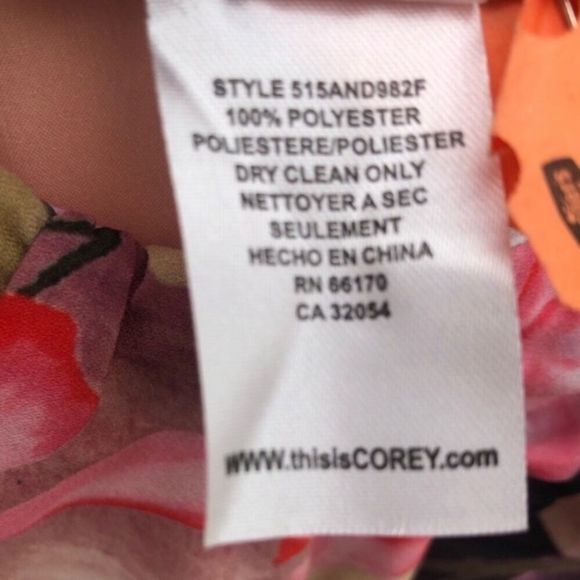 STYLE 515AND982F
100% POLYESTER
POLIESTERE/POLIESTER
DRY CLEAN ONLY
NETTOYER A SEC
SEULEMENT
HECHO EN CHINA
RN 66170
CA 32054
WWW.thisisCOREY.com